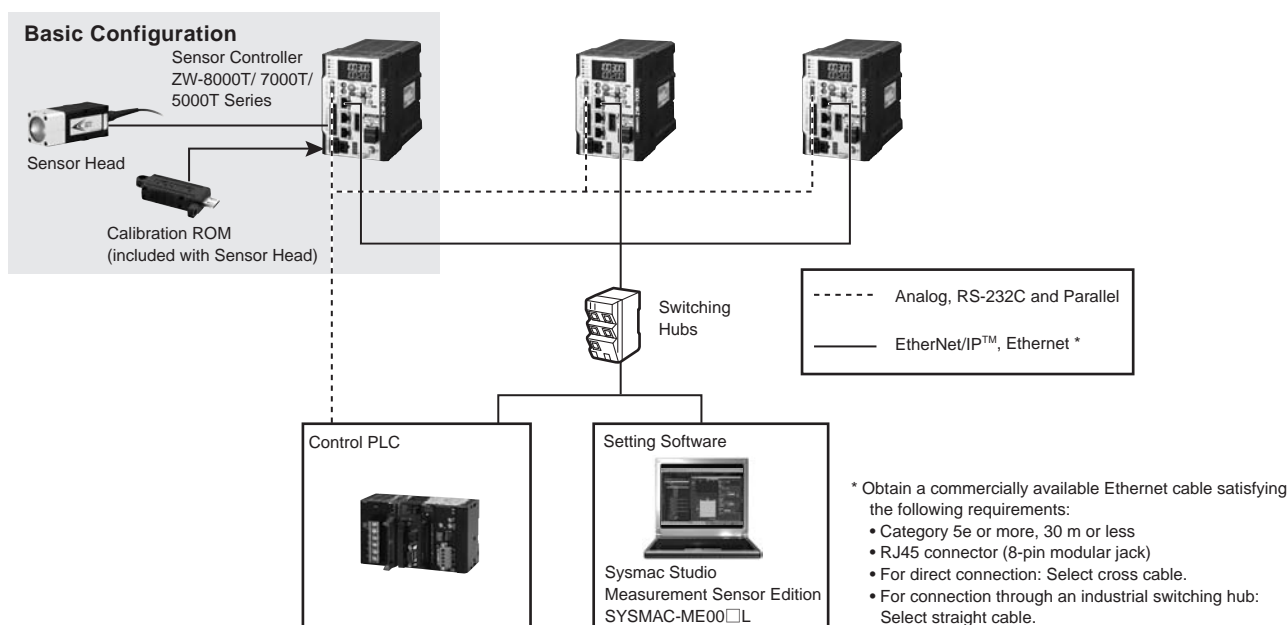 Basic Configuration
Sensor Controller
ZW-8000T/ 7000T/
5000T Series
Sensor Head
Calibration ROM
(included with Sensor Head)
Switching
Hubs
Analog, RS-232C and Parallel
EtherNet/IP™, Ethernet *
Control PLC
Setting Software
Sysmac Studio
Measurement Sensor Edition
SYSMAC-ME00□L
* Obtain a commercially available Ethernet cable satisfying
the following requirements:
• Category 5e or more, 30 m or less
• RJ45 connector (8-pin modular jack)
• For direct connection: Select cross cable.
• For connection through an industrial switching hub:
Select straight cable.